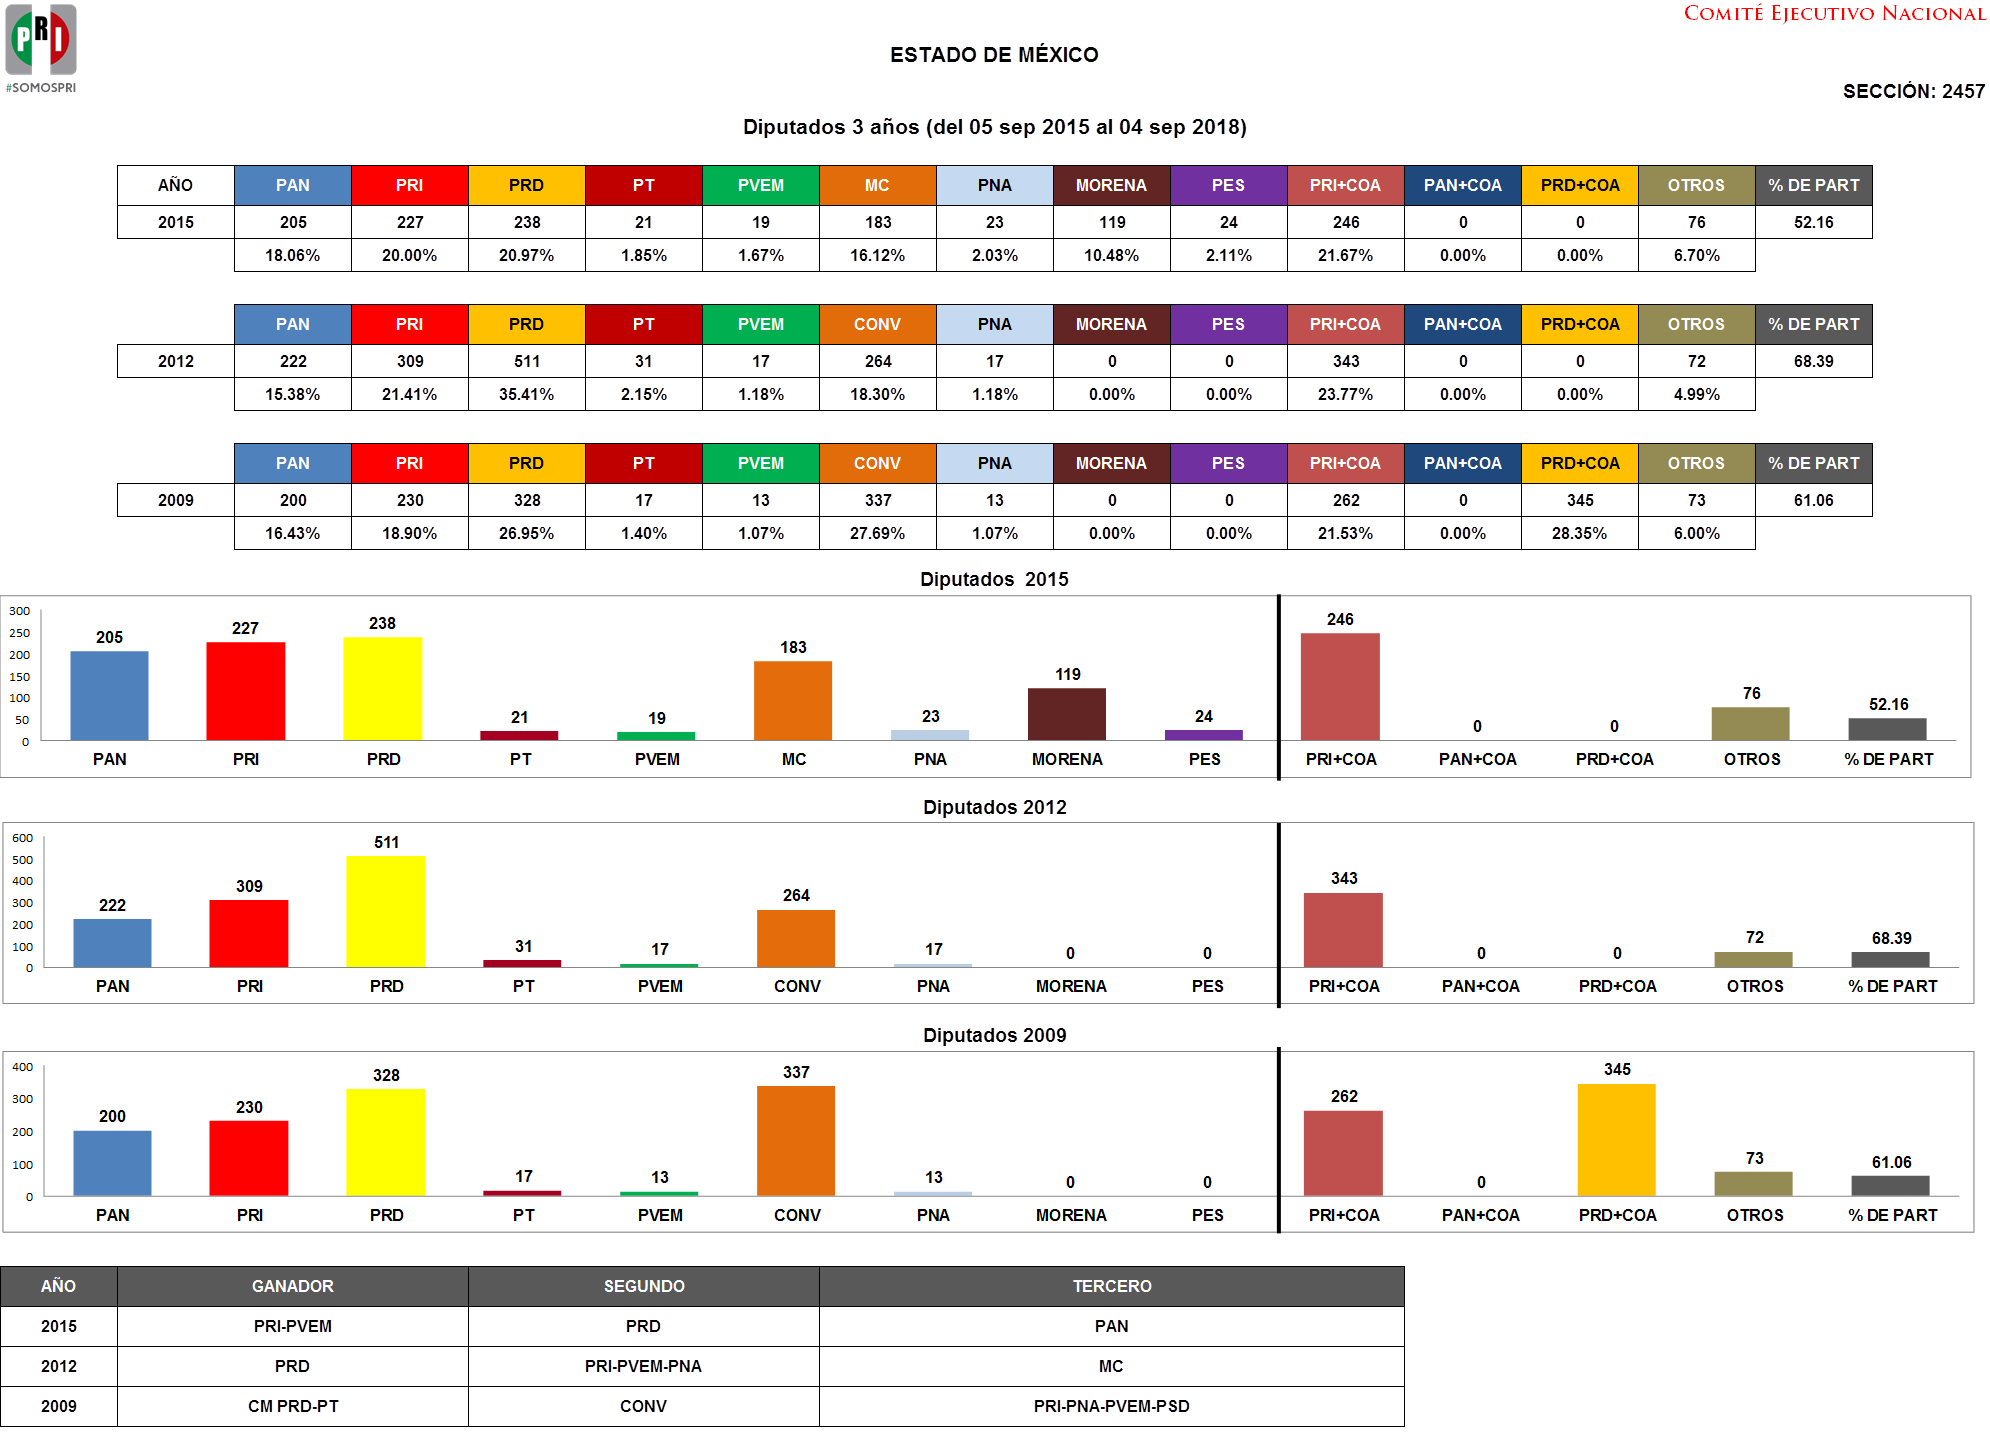 PRI
#SOMOSPRI
COMITÉ EJECUTIVO NACIONAL
ESTADO DE MÉXICO
SECCIÓN: 2457
Diputados 3 años (del 05 sep 2015 al 04 sep 2018)
AÑO PAN PRI PRD PT PVEM MC PNA MORENA PES PRI+COA PAN+COA PRD+COA OTROS % DE PART
2015 205 227 238 21 19 183 23 119 24 246 0 0 76 52.16
18.06% 20.00% 20.97% 1.85% 1.67% 16.12% 2.03% 10.48% 2.11% 21.67% 0.00% 0.00% 6.70%
PAN PRI PRD PT PVEM CONV PNA MORENA PES PRI+COA PAN+COA PRD+COA OTROS % DE PART
2012 222 309 511 31 17 264 17 0 0 343 0 0 72 68.39
15.38% 21.41% 35.41% 2.15% 1.18% 18.30% 1.18% 0.00% 0.00% 23.77% 0.00% 0.00% 4.99%
PAN PRI PRD PT PVEM CONV PNA MORENA PES PRI+COA PAN+COA PRD+COA OTROS % DE PART
2009 200 230 328 17 13 337 13 0 0 262 0 345 73 61.06
16.43% 18.90% 26.95% 1.40% 1.07% 27.69% 1.07% 0.00% 0.00% 21.53% 0.00% 28.35% 6.00%
Diputados 2015
300
250
200
150
100
50
0
205 227 238 21 19 183 23 119 24 246 0 0 76 52.16
PAN PRI PRD PT PVEM MC PNA MORENA PES PRI+COA PAN+COA PRD+COA OTROS % DE PART
Diputados 2012
600
500
400
300
200
100
0
222 309 511 31 17 264 17 0 0 343 0 0 72 68.39
PAN PRI PRD PT PVEM CONV PNA MORENA PES PRI+COA PAN+COA PRD+COA OTROS % DE PART
Diputados 2009
400
300
200
100
0
200 230 328 17 13 337 13 0 0 262 0 345 73 61.06
PAN PRI PRD PT PVEM CONV PNA MORENA PES PRI+COA PAN+COA PRD+COA OTROS % DE PART
AÑO GANADOR SEGUNDO TERCERO
2015 PRI-PVEM PRD PAN
2012 PRD PRI-PVEM-PNA MC
2009 CM PRD-PT CONV PRI-PNA-PVEM-PSD